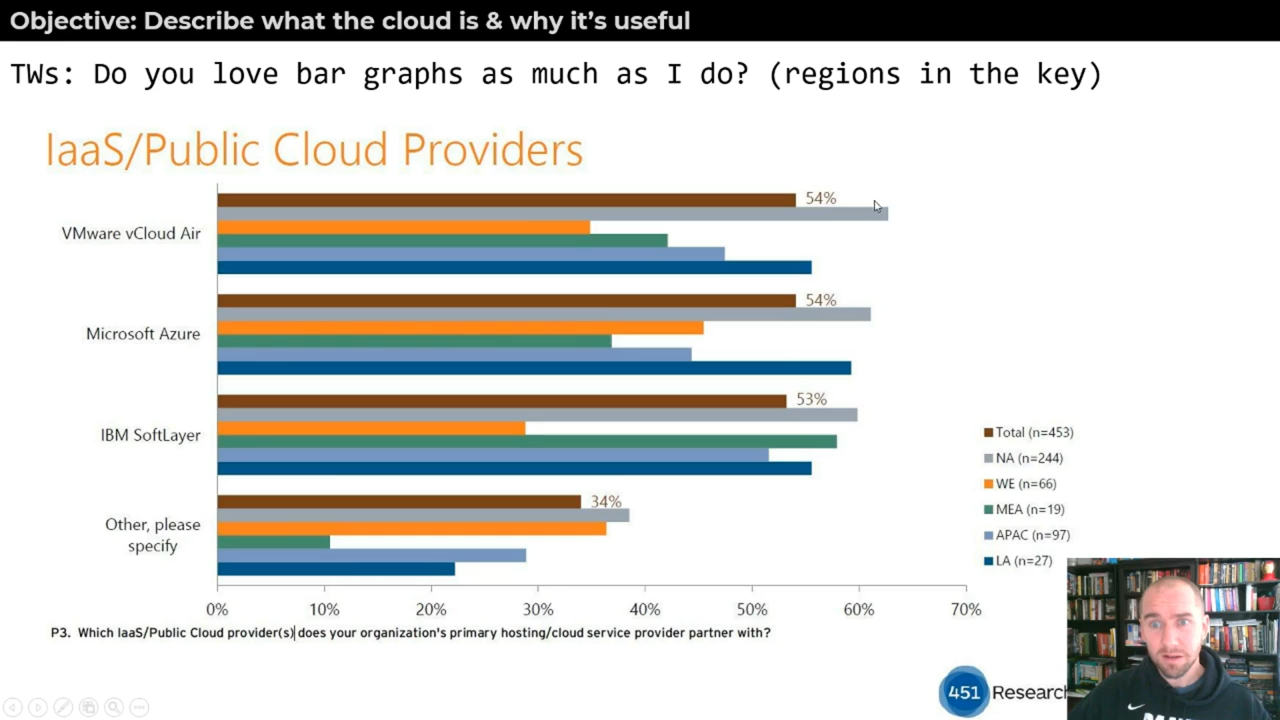 Objective: Describe what the cloud is & why it's useful
TWs: Do you love bar graphs as much as I do? (regions in the key)
IaaS/Public Cloud Providers
VMware vCloud Air
54%
Microsoft Azure
54%
IBM SoftLayer
53%
Other, please
specify
34%
Total (n=453)
NA (n=244)
WE (n=66)
MEA (n=19)
APAC (n=97)
LA (n=27)
0% 10% 20% 30% 40% 50% 60% 70%
P3. Which IaaS/Public Cloud provider(s) does your organization's primary hosting/cloud service provider partner with?
451 Research